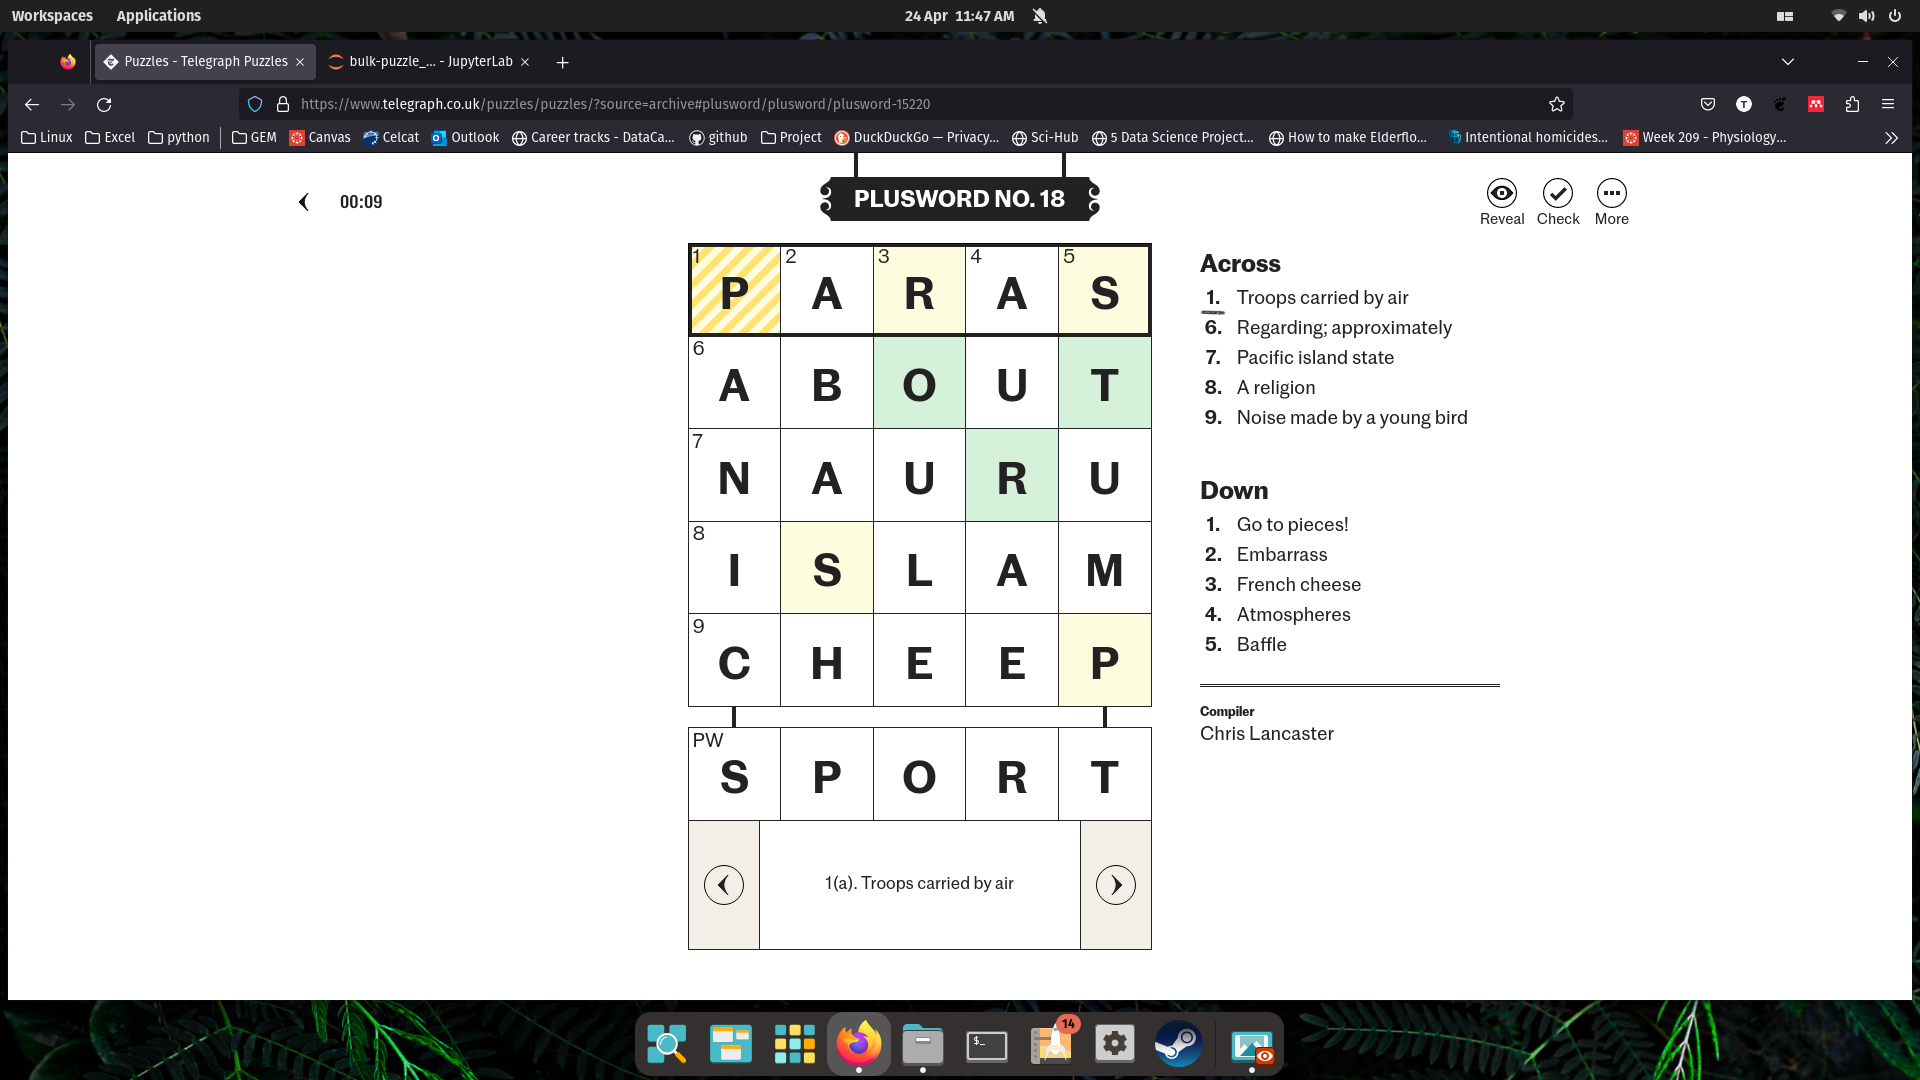 Workspaces Applications 24 Apr 11:47 AM
Puzzles - Telegraph Puzzles bulk-puzzle_... - JupyterLab
https://www.telegraph.co.uk/puzzles/puzzles/?source=archive#plusword/plusword/plusword-15220
Linux Excel python GEM Canvas Celcat Outlook Career tracks - DataCa... github Project DuckDuckGo — Privacy... Sci-Hub 5 Data Science Project... How to make Elderflo... Intentional homicides... Week 209 - Physiology...
00:09
PLUSWORD NO. 18
Reveal Check More
1 P 2 A 3 R 4 A 5 S
6 A B O U T
7 N A U R U
8 I S L A M
9 C H E E P
PW S P O R T
1(a). Troops carried by air
Across
1. Troops carried by air
6. Regarding; approximately
7. Pacific island state
8. A religion
9. Noise made by a young bird
Down
1. Go to pieces!
2. Embarrass
3. French cheese
4. Atmospheres
5. Baffle
Compiler
Chris Lancaster
14